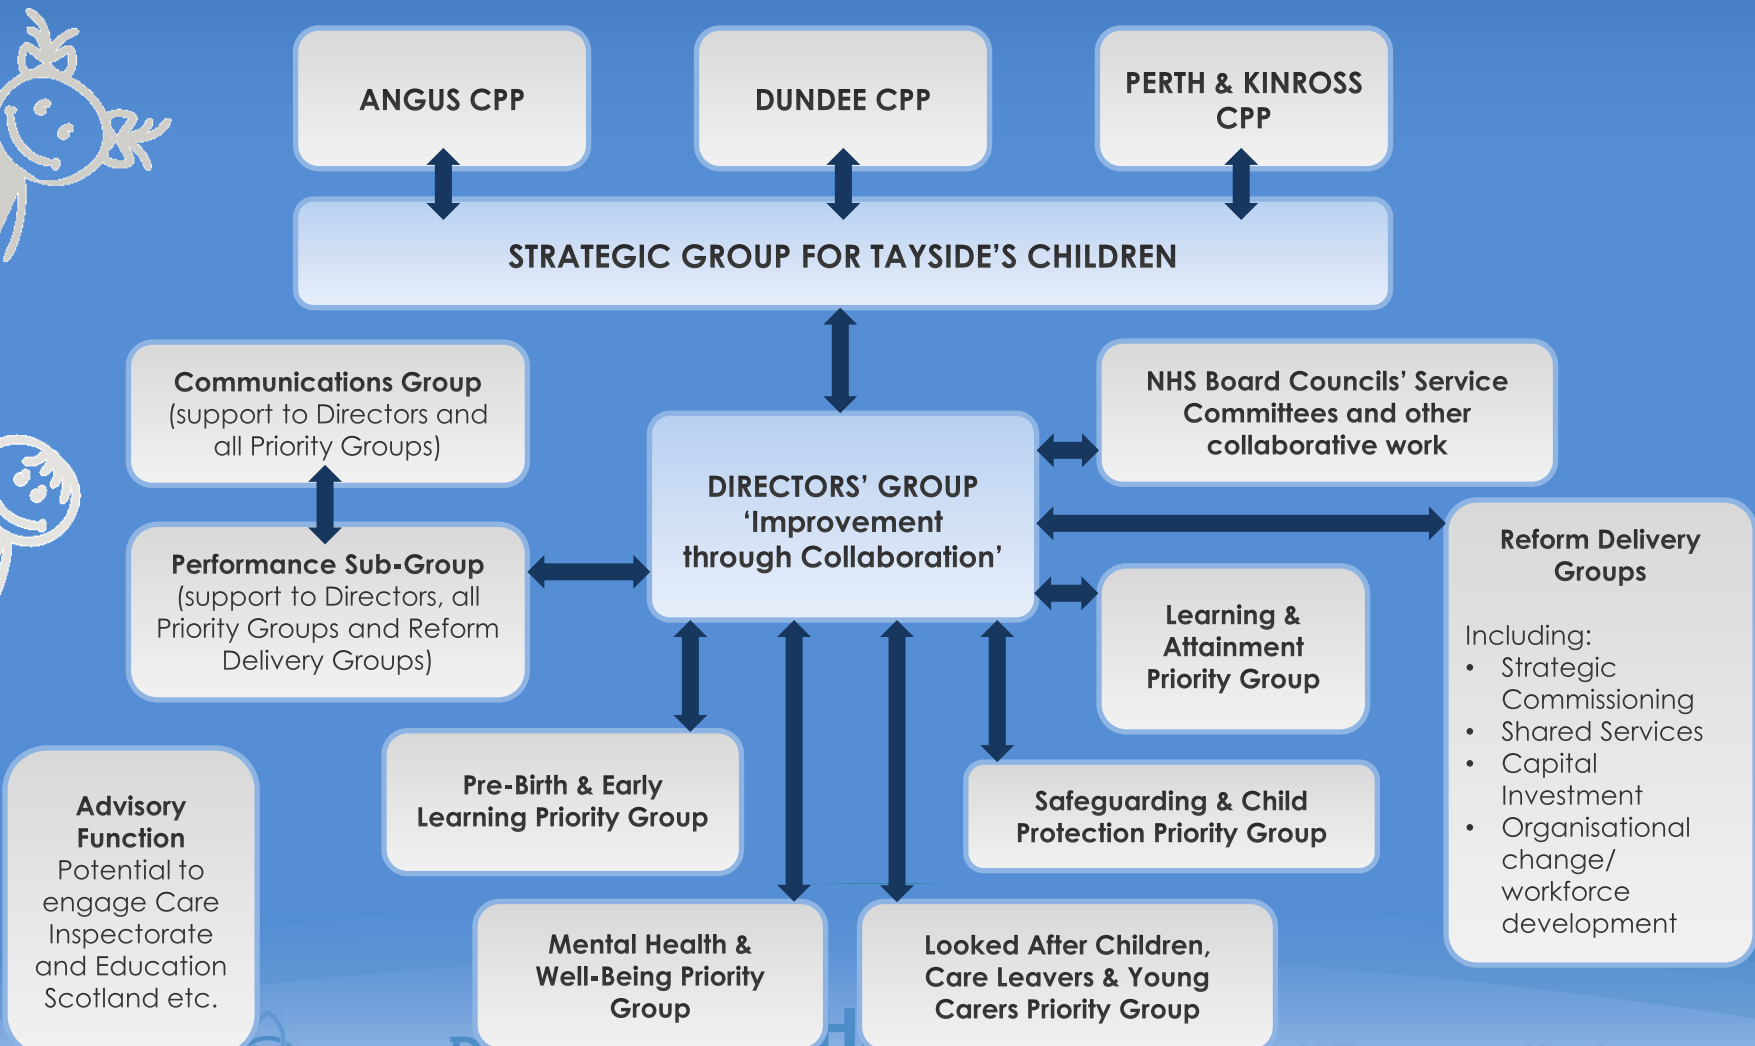 ANGUS CPP
DUNDEE CPP
PERTH & KINROSS
CPP
STRATEGIC GROUP FOR TAYSIDE'S CHILDREN
Communications Group
(support to Directors and
all Priority Groups)
NHS Board Councils' Service
Committees and other
collaborative work
DIRECTORS' GROUP
'Improvement
through Collaboration'
Performance Sub-Group
(support to Directors, all
Priority Groups and Reform
Delivery Groups)
Learning &
Attainment
Priority Group
Reform Delivery
Groups
Including:
• Strategic
Commissioning
• Shared Services
• Capital
Investment
• Organisational
change/
workforce
development
Pre-Birth & Early
Learning Priority Group
Safeguarding & Child
Protection Priority Group
Advisory
Function
Potential to
engage Care
Inspectorate
and Education
Scotland etc.
Mental Health &
Well-Being Priority
Group
Looked After Children,
Care Leavers & Young
Carers Priority Group